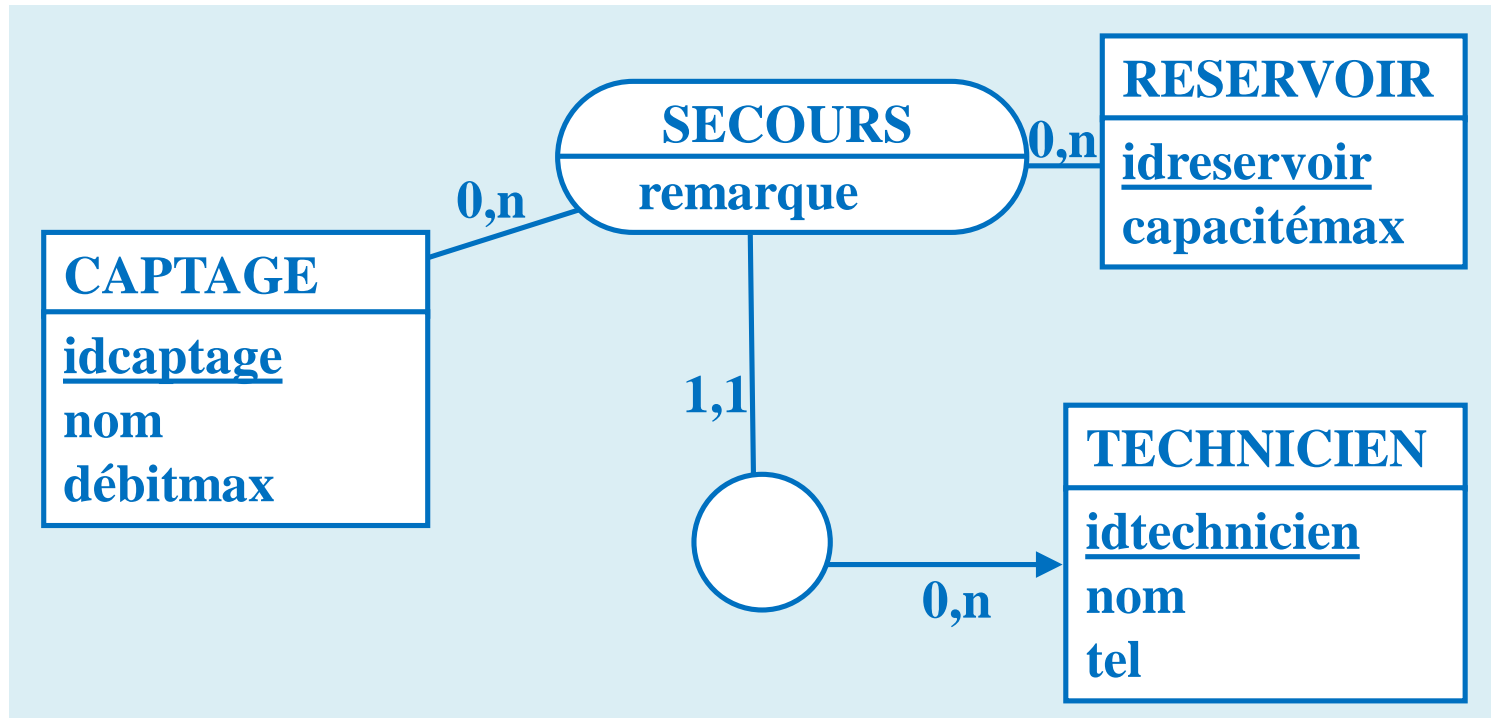 RESERVOIR
idreservoir
capacitémax
SECOURS
remarque
0,n
0,n
CAPTAGE
idcaptage
nom
débitmax
1,1
TECHNICIEN
idtechnicien
nom
tel
0,n